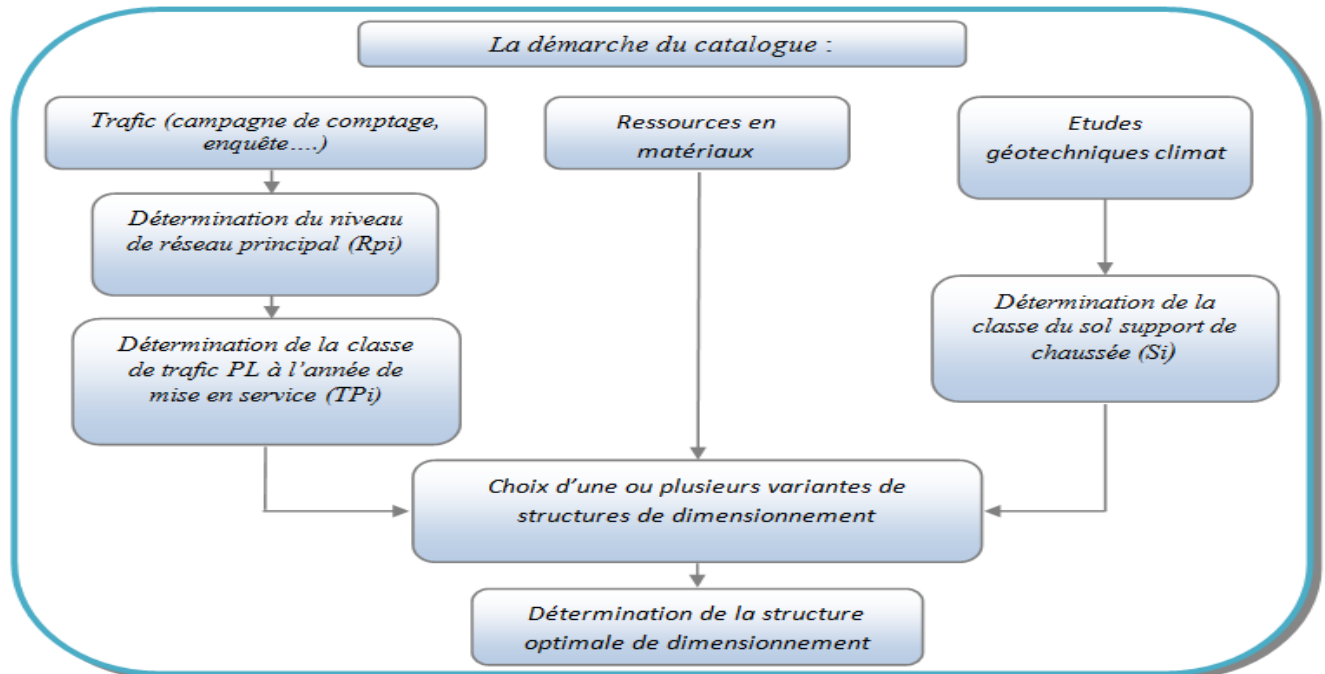 La démarche du catalogue :
Trafic (campagne de comptage,
enquête….)
Ressources en
matériaux
Etudes
géotechniques climat
Détermination du niveau
de réseau principal (Rpi)
Détermination de la classe
de trafic PL à l’année de
mise en service (TPi)
Détermination de la
classe du sol support de
chaussée (Si)
Choix d’une ou plusieurs variantes de
structures de dimensionnement
Détermination de la structure
optimale de dimensionnement